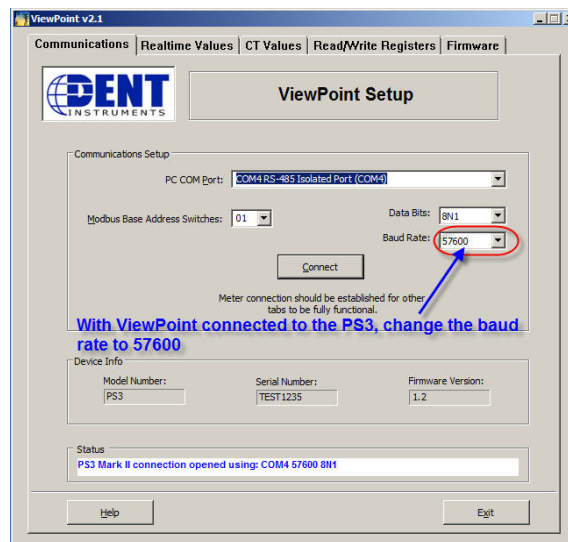 ViewPoint v2.1
Communications Realtime Values CT Values Read/Write Registers Firmware
DENT
INSTRUMENTS
ViewPoint Setup
Communications Setup
PC COM Port: COM4 RS-485 Isolated Port (COM4)
Modbus Base Address Switches: 01 Data Bits: 8N1
Baud Rate: 57600
Connect
Meter connection should be established for other
tabs to be fully functional.
With ViewPoint connected to the PS3, change the baud
rate to 57600
Device Info
Model Number: Serial Number: Firmware Version:
PS3 TEST1235 1.2
Status
PS3 Mark II connection opened using: COM4 57600 8N1
Help Exit